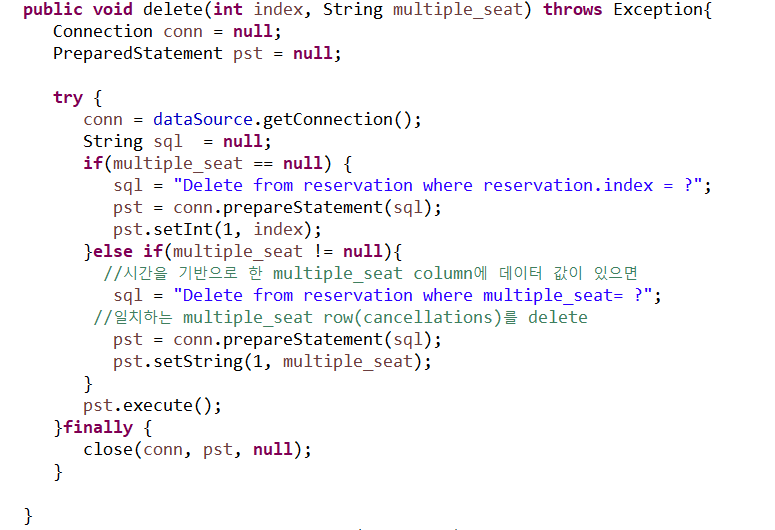 public void delete(int index, String multiple_seat) throws Exception{
Connection conn = null;
PreparedStatement pst = null;
try {
conn = dataSource.getConnection();
String sql  = null;
if(multiple_seat == null) {
sql = "Delete from reservation where reservation.index = ?";
pst = conn.prepareStatement(sql);
pst.setInt(1, index);
}else if(multiple_seat != null){
//시간을 기반으로 한 multiple_seat column에 데이터 값이 있으면
sql = "Delete from reservation where multiple_seat= ?";
//일치하는 multiple_seat row(cancellations)를 delete
pst = conn.prepareStatement(sql);
pst.setString(1, multiple_seat);
}
pst.execute();
}finally {
close(conn, pst, null);
}
}